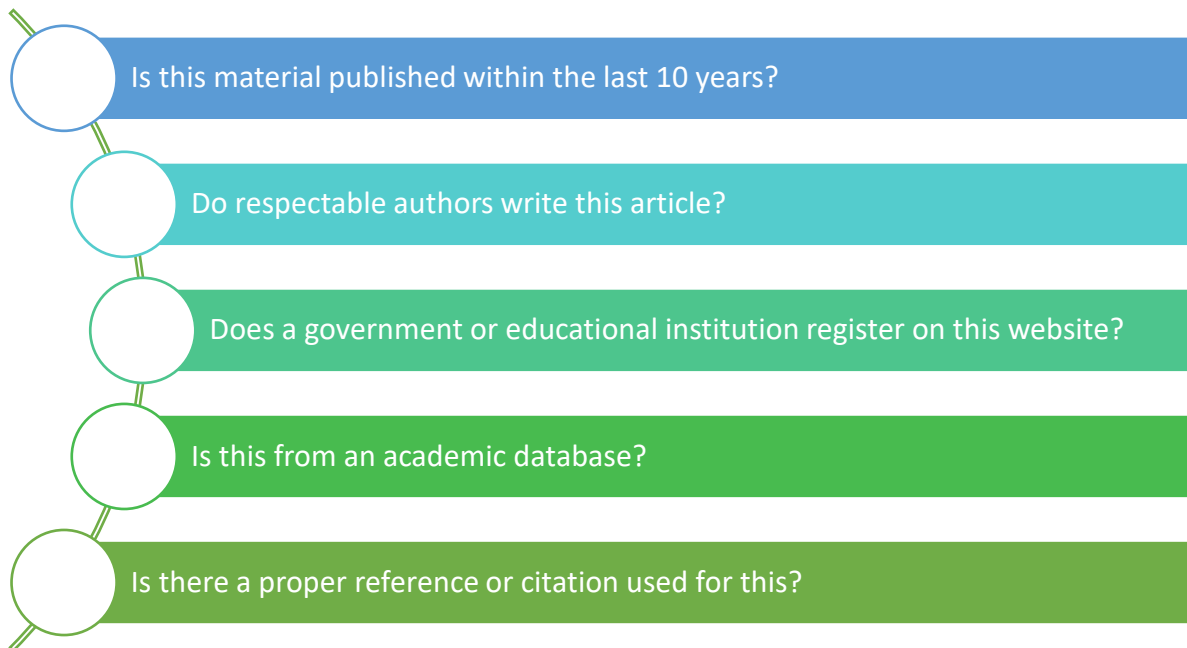 Is this material published within the last 10 years?
Do respectable authors write this article?
Does a government or educational institution register on this website?
Is this from an academic database?
Is there a proper reference or citation used for this?